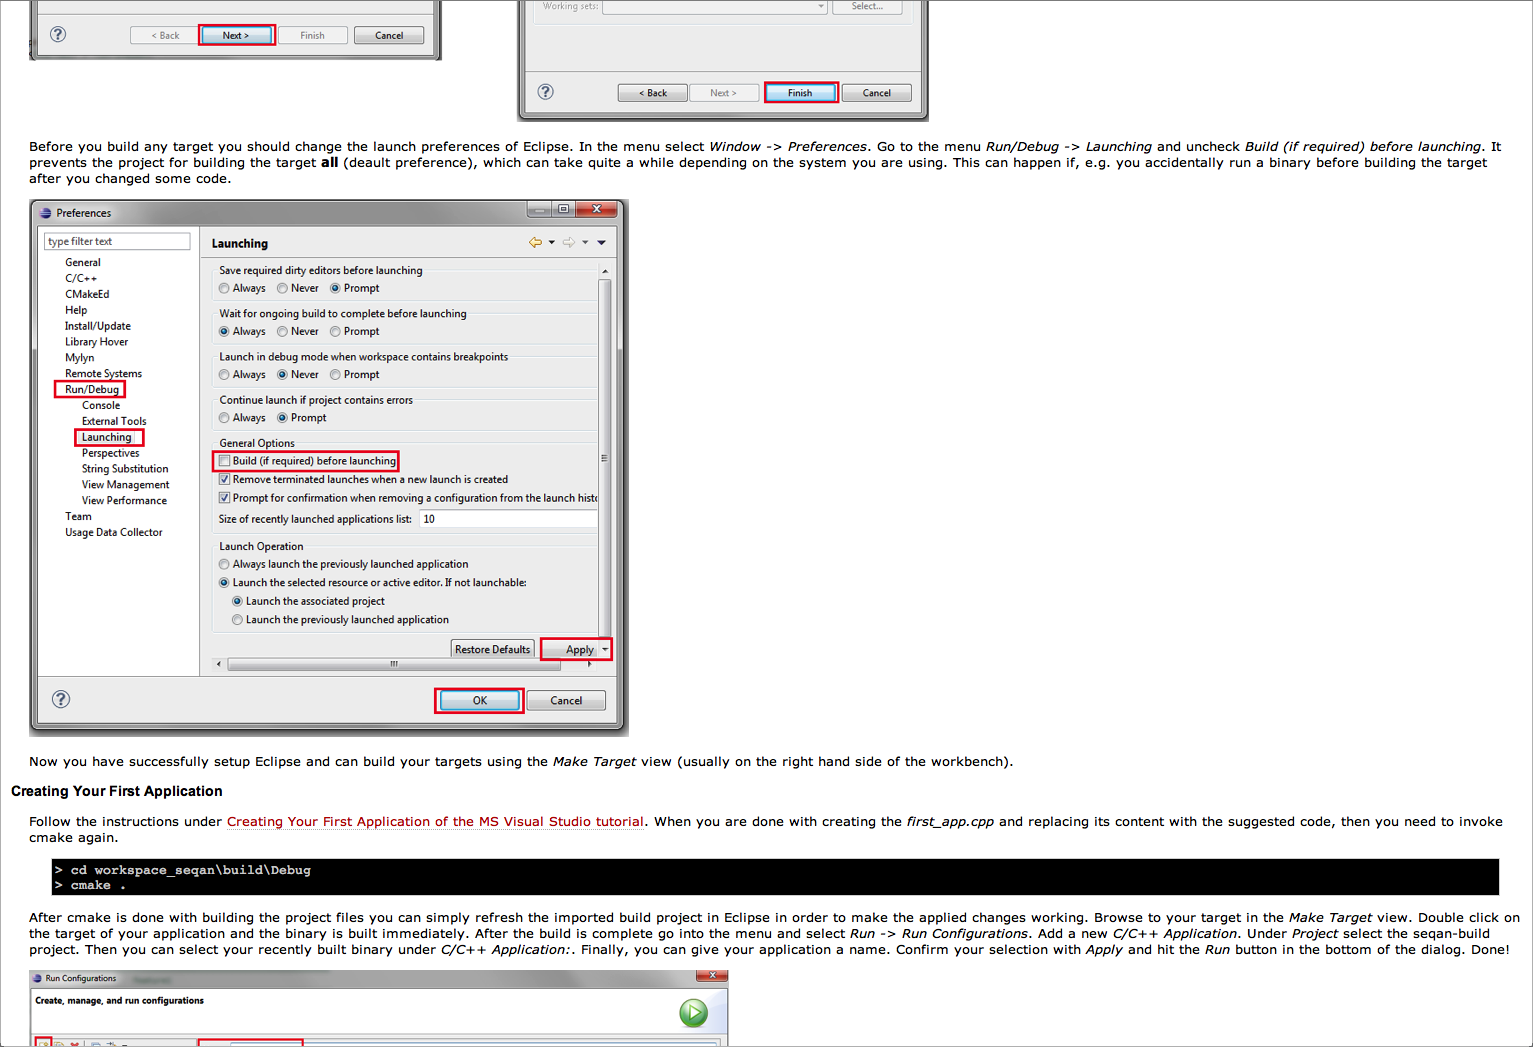 Working sets:
Select...
< Back
Next >
Finish
Cancel
< Back
Next >
Finish
Cancel
Before you build any target you should change the launch preferences of Eclipse. In the menu select Window -> Preferences. Go to the menu Run/Debug -> Launching and uncheck Build (if required) before launching. It
prevents the project for building the target all (deault preference), which can take quite a while depending on the system you are using. This can happen if, e.g. you accidentally run a binary before building the target
after you changed some code.
Preferences
type filter text
General
C/C++
CMakeEd
Help
Install/Update
Library Hover
Mylyn
Remote Systems
Run/Debug
Console
External Tools
Launching
Perspectives
String Substitution
View Management
View Performance
Team
Usage Data Collector
Launching
Save required dirty editors before launching
Always Never Prompt
Wait for ongoing build to complete before launching
Always Never Prompt
Launch in debug mode when workspace contains breakpoints
Always Never Prompt
Continue launch if project contains errors
Always Prompt
General Options
Build (if required) before launching
Remove terminated launches when a new launch is created
Prompt for confirmation when removing a configuration from the launch histo
Size of recently launched applications list: 10
Launch Operation
Always launch the previously launched application
Launch the selected resource or active editor. If not launchable:
Launch the associated project
Launch the previously launched application
Restore Defaults Apply
OK Cancel
Now you have successfully setup Eclipse and can build your targets using the Make Target view (usually on the right hand side of the workbench).
Creating Your First Application
Follow the instructions under Creating Your First Application of the MS Visual Studio tutorial. When you are done with creating the first_app.cpp and replacing its content with the suggested code, then you need to invoke
cmake again.
> cd workspace_seqan\build\Debug
> cmake .
After cmake is done with building the project files you can simply refresh the imported build project in Eclipse in order to make the applied changes working. Browse to your target in the Make Target view. Double click on
the target of your application and the binary is built immediately. After the build is complete go into the menu and select Run -> Run Configurations. Add a new C/C++ Application. Under Project select the seqan-build
project. Then you can select your recently built binary under C/C++ Application:. Finally, you can give your application a name. Confirm your selection with Apply and hit the Run button in the bottom of the dialog. Done!
Run Configurations
Create, manage, and run configurations